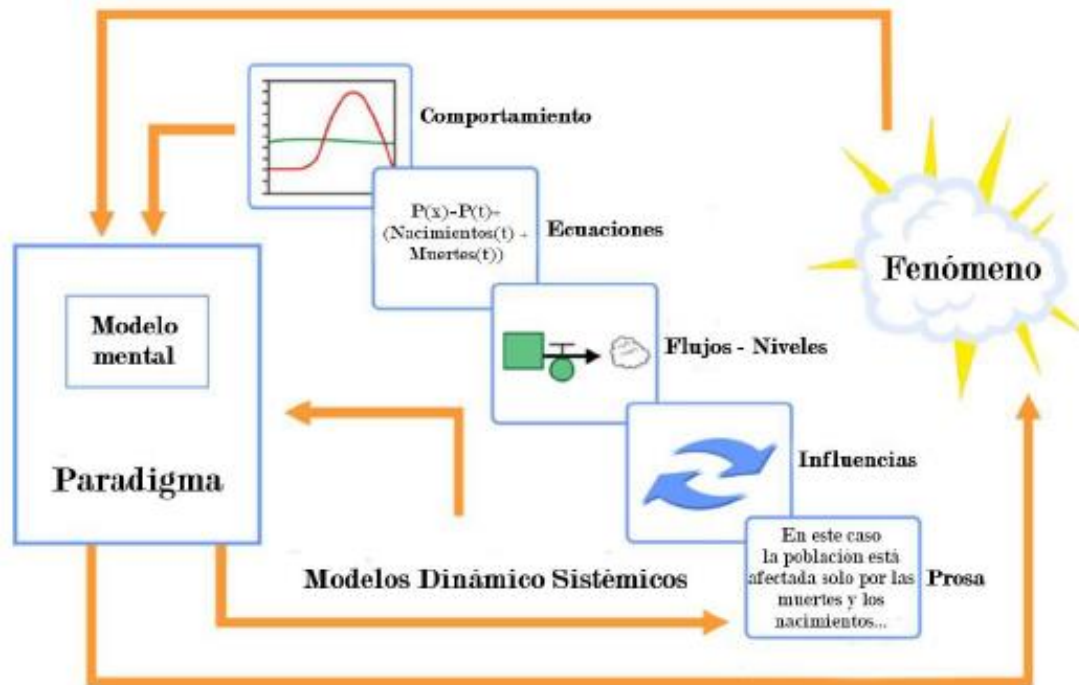 Comportamiento
P(x)-P(t)-
(Nacimientos(t) -
Muertes(t))
Ecuaciones
Fenómeno
Modelo
mental
Flujos - Niveles
Paradigma
Influencias
En este caso
la población está
afectada solo por las
muertes y los
nacimientos...
Prosa
Modelos Dinámico Sistémicos